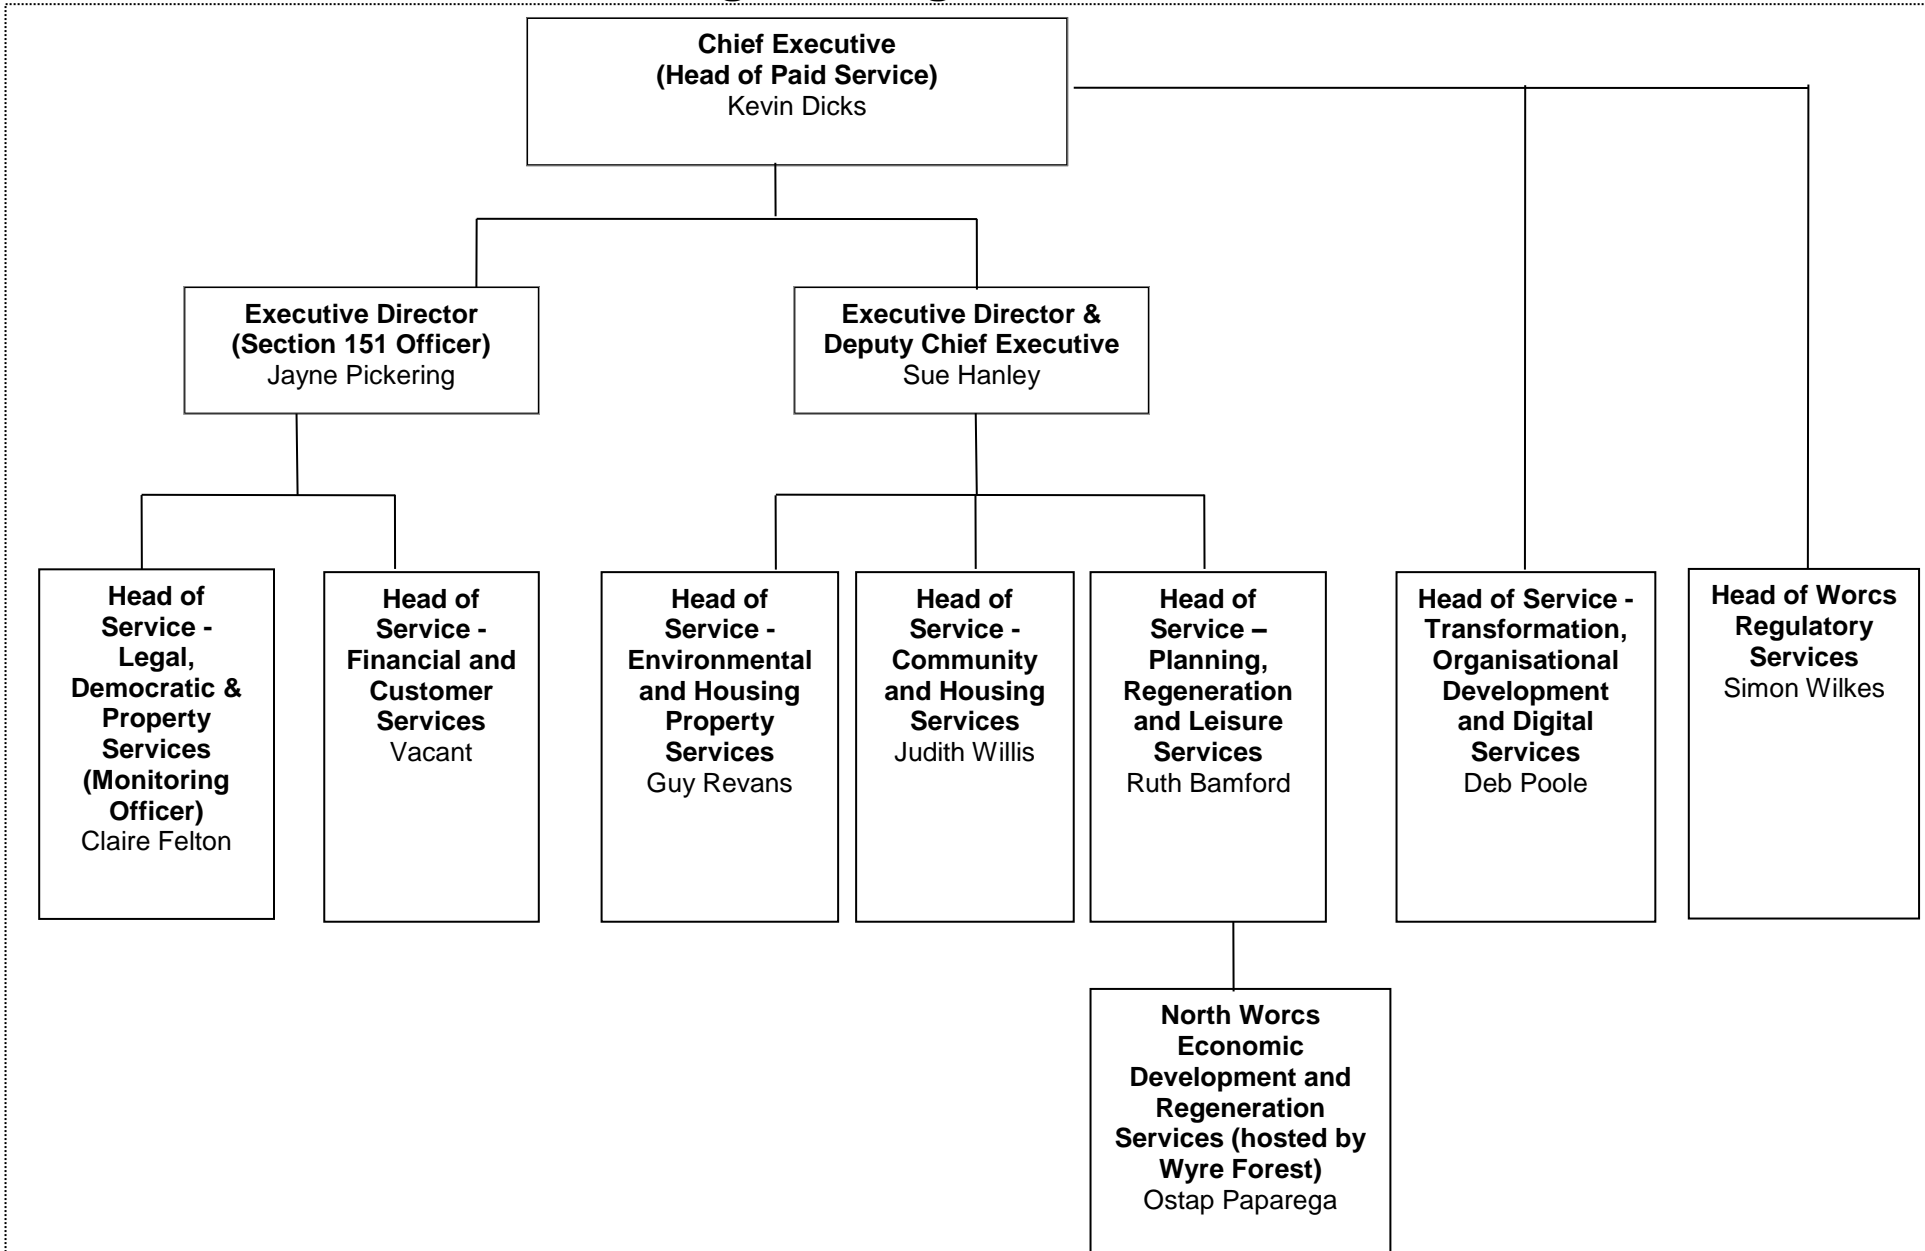 Chief Executive
(Head of Paid Service)
Kevin Dicks
Executive Director
(Section 151 Officer)
Jayne Pickering
Executive Director &
Deputy Chief Executive
Sue Hanley
Head of
Service -
Legal,
Democratic &
Property
Services
(Monitoring
Officer)
Claire Felton
Head of
Service -
Financial and
Customer
Services
Vacant
Head of
Service -
Environmental
and Housing
Property
Services
Guy Revans
Head of
Service -
Community
and Housing
Services
Judith Willis
Head of
Service –
Planning,
Regeneration
and Leisure
Services
Ruth Bamford
Head of Service -
Transformation,
Organisational
Development
and Digital
Services
Deb Poole
Head of Worcs
Regulatory
Services
Simon Wilkes
North Worcs
Economic
Development and
Regeneration
Services (hosted by
Wyre Forest)
Ostap Paparega